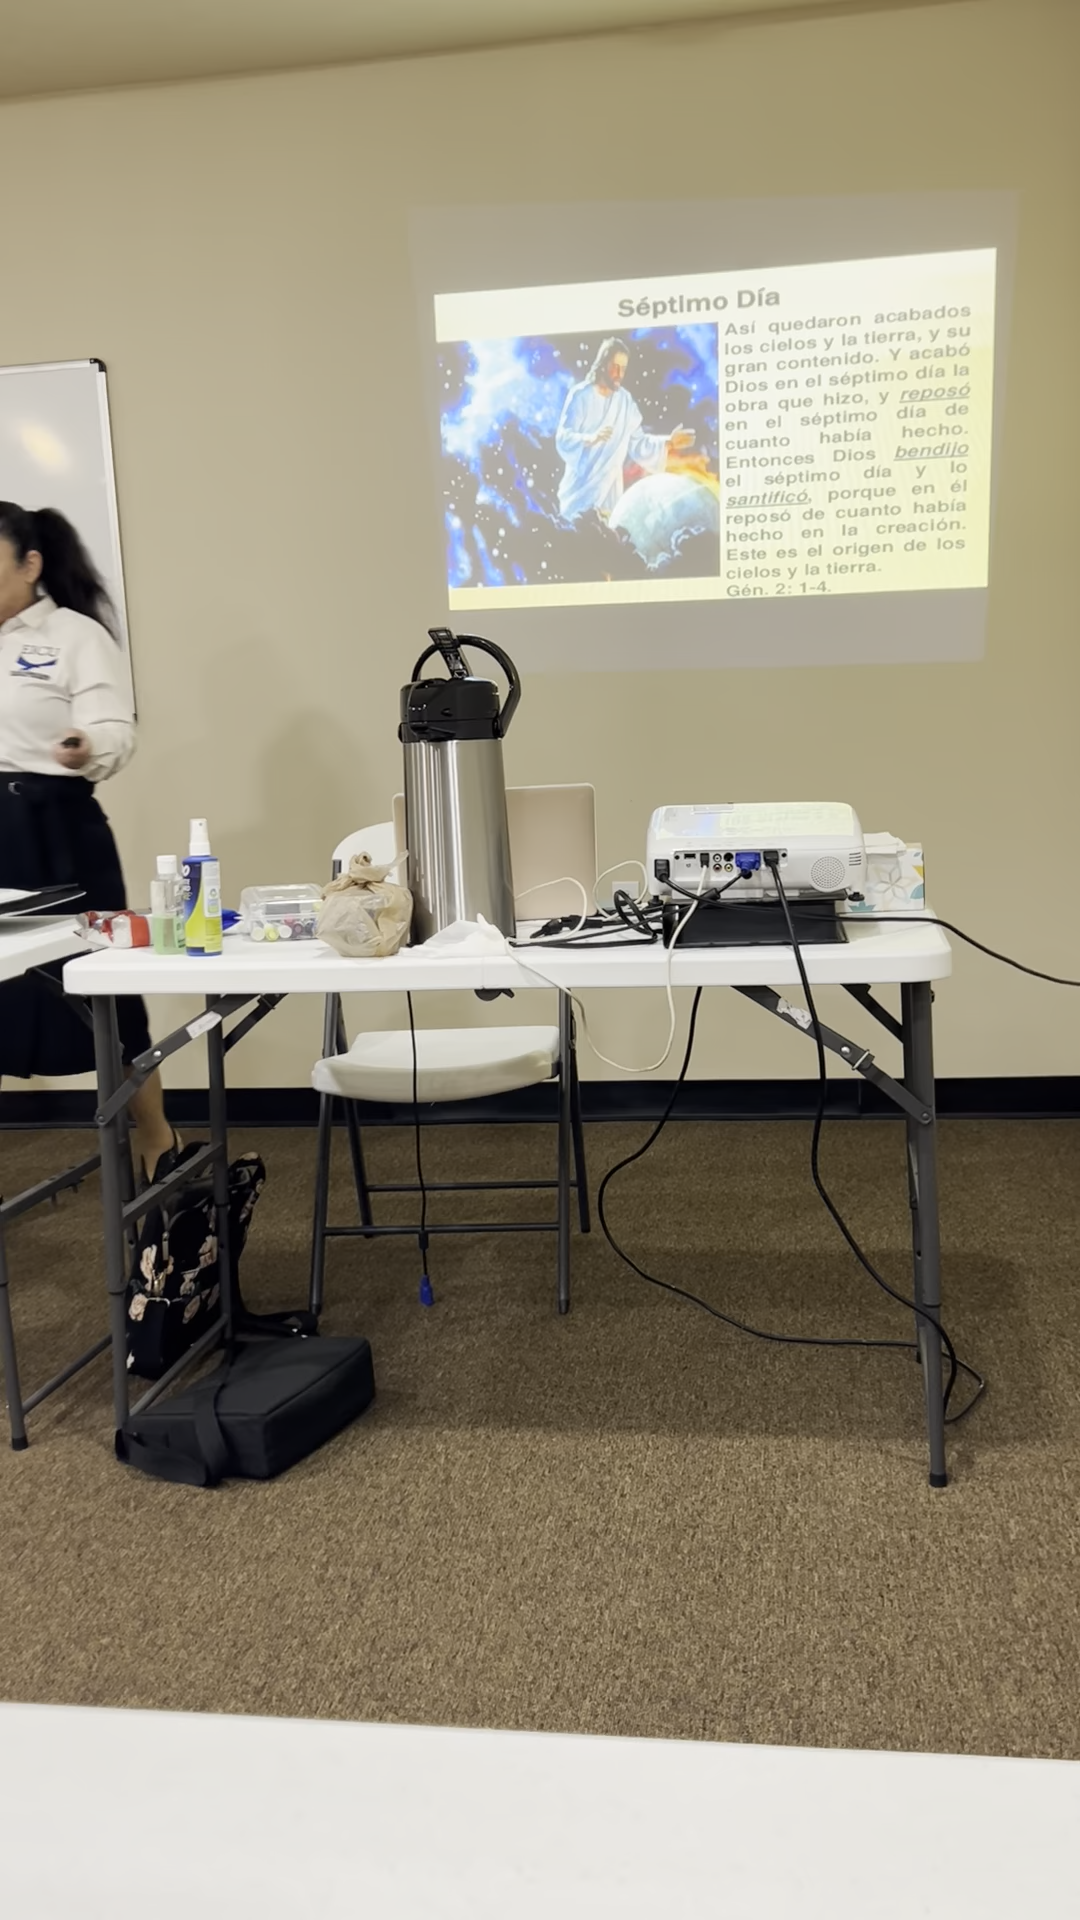 Séptimo Día
Así quedaron acabados
los cielos y la tierra, y su
gran contenido. Y acabó
Dios en el séptimo día la
obra que hizo, y reposó
en el séptimo día de
cuanto había hecho.
Entonces Dios bendijo
el séptimo día y lo
santificó, porque en él
reposó de cuanto había
hecho en la creación.
Este es el origen de los
cielos y la tierra.
Gén. 2: 1-4.